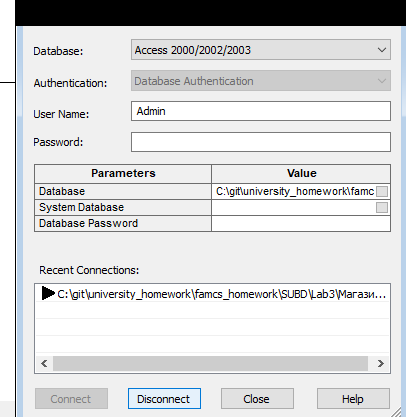 Database: Access 2000/2002/2003
Authentication: Database Authentication
User Name: Admin
Password:
Parameters Value
Database C:\git\university_homework\famc
System Database
Database Password
Recent Connections:
C:\git\university_homework\famcs_homework\SUBD\Lab3\Магази...
Connect Disconnect Close Help